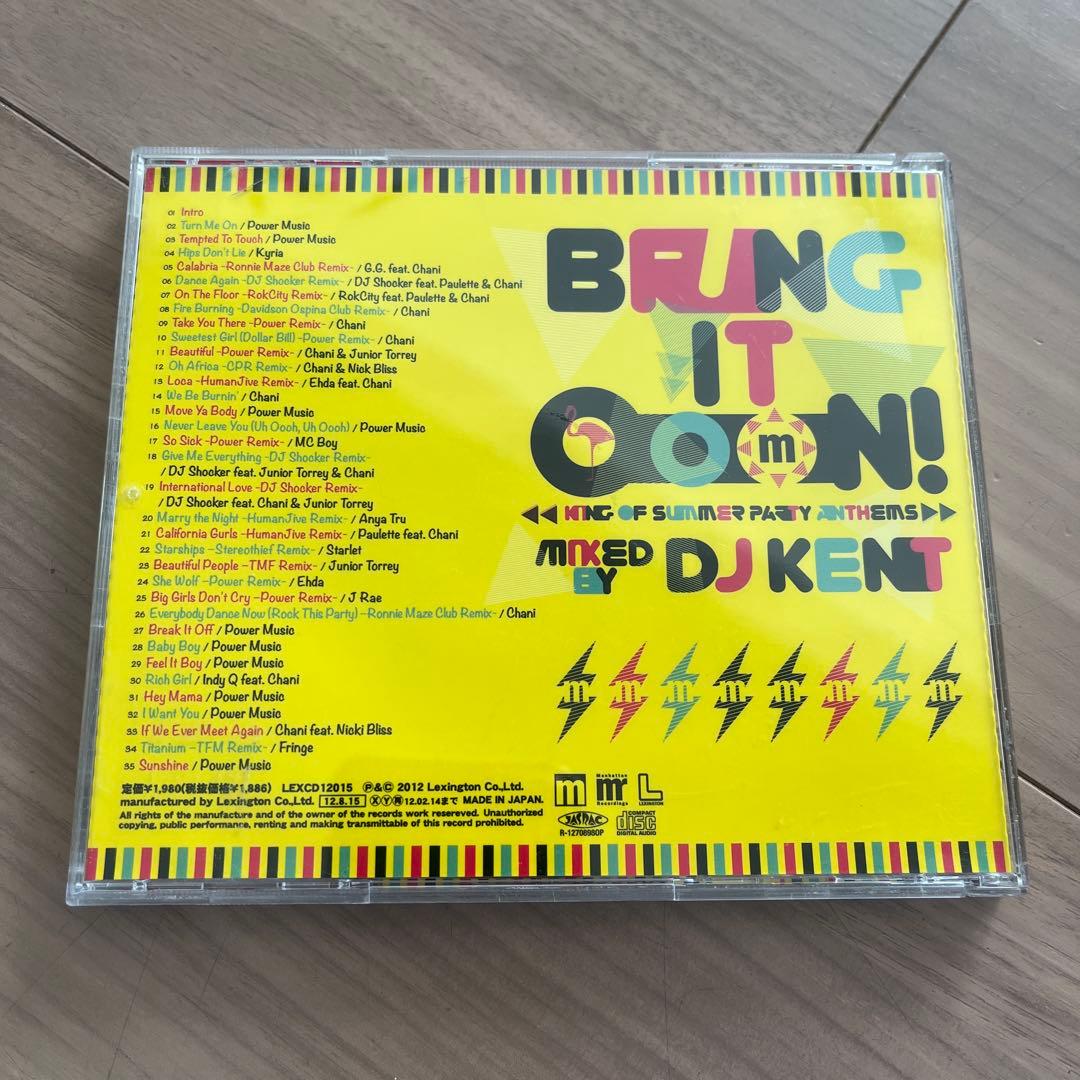 01 Intro
02 Turn Me On / Power Music
03 Tempted To Touch / Power Music
04 Hips Don't Lie / Kyria
05 Calabria -Ronnie Maze Club Remix- / G.G. feat. Chani
06 Dance Again -DJ Shocker Remix- / DJ Shocker feat. Paulette & Chani
07 On The Floor -RokCity Remix- / RokCity feat. Paulette & Chani
08 Fire Burning -Davidson Ospina Club Remix- / Chani
09 Take You There -Power Remix- / Chani
10 Sweetest Girl (Dollar Bill) -Power Remix- / Chani
11 Beautiful -Power Remix- / Chani & Junior Torrey
12 Oh Africa -CPR Remix- / Chani & Nick Bliss
13 Loca -HumanJive Remix- / Ehda feat. Chani
14 We Be Burnin' / Chani
15 Move Ya Body / Power Music
16 Never Leave You (Uh Oooh, Uh Oooh) / Power Music
17 So Sick -Power Remix- / MC Boy
18 Give Me Everything -DJ Shocker Remix-
/ DJ Shocker feat. Junior Torrey & Chani
19 International Love -DJ Shocker Remix-
/ DJ Shocker feat. Chani & Junior Torrey
20 Marry the Night -HumanJive Remix- / Anya Tru
21 California Gurls -HumanJive Remix- / Paulette feat. Chani
22 Starships -Stereothief Remix- / Starlet
23 Beautiful People -TMF Remix- / Junior Torrey
24 She Wolf -Power Remix- / Ehda
25 Big Girls Don't Cry -Power Remix- / J Rae
26 Everybody Dance Now (Rock This Party) -Ronnie Maze Club Remix- / Chani
27 Break It Off / Power Music
28 Baby Boy / Power Music
29 Feel It Boy / Power Music
30 Rich Girl / Indy Q feat. Chani
31 Hey Mama / Power Music
32 I Want You / Power Music
33 If We Ever Meet Again / Chani feat. Nicki Bliss
34 Titanium -TFM Remix- / Fringe
35 Sunshine / Power Music
BRING
IT
OOON!
m
KING OF SUMMER PARTY ANTHEMS
MIXED BY DJ KENT
m m m m m m m m
定価¥1,980(税抜価格¥1,886) LEXCD12015 ℗&© 2012 Lexington Co.,Ltd.
manufactured by Lexington Co.,Ltd. 12.8.15 Ⓧ Ⓨ 再 12.02.14まで MADE IN JAPAN.
All rights of the manufacture and of the owner of the records work resereved. Unauthorized
copying, public performance, renting and making transmittable of this record prohibited.
m
Manhattan
mr
Recordings
L
LEXINGTON
JASRAC
R-1270898OP
COMPACT
disc
DIGITAL AUDIO